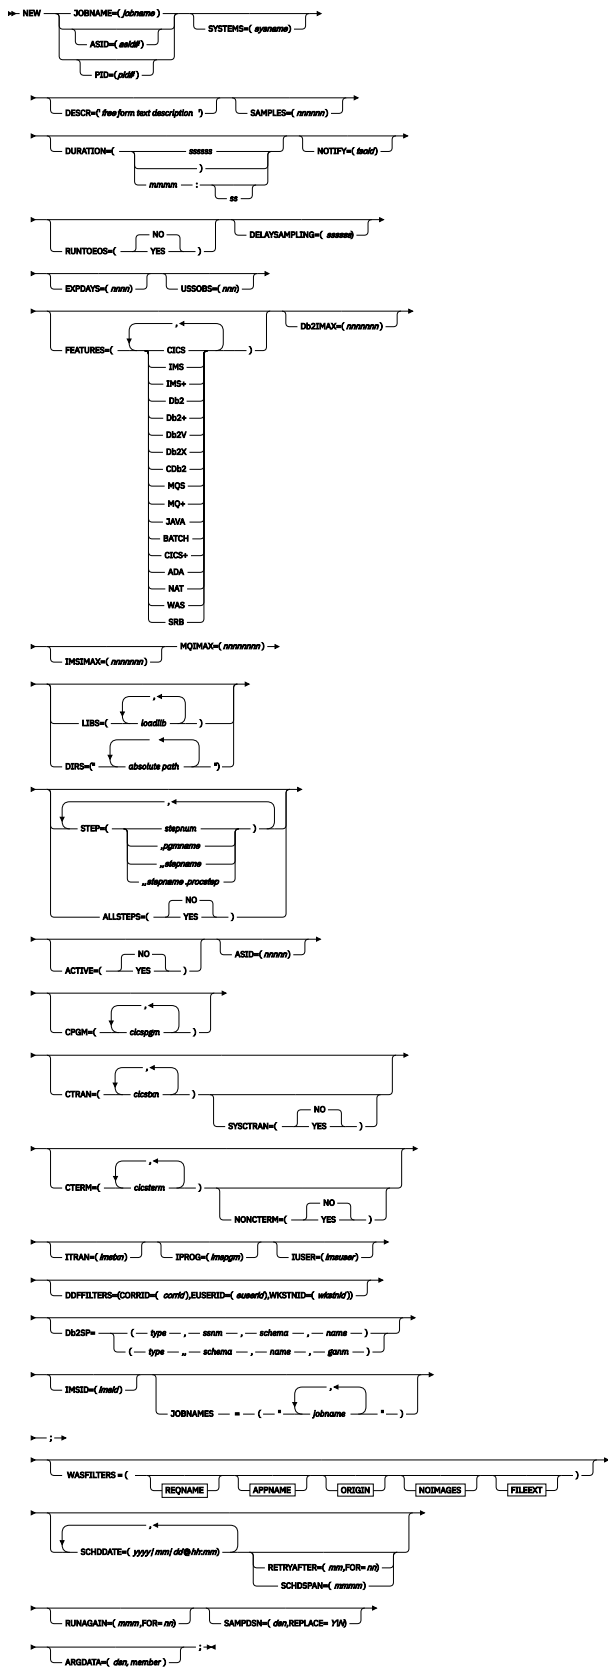 NEW JOBNAME=( jobname )
ASID=( asid# )
PID=( pid# )
SYSTEMS=( sysname )
DESCR=(' free form text description ') SAMPLES=( nnnnnn )
DURATION=( ssssss
)
mmmm : ss
NOTIFY=( tsoid )
RUNTOEOS=( NO
YES )
DELAYSAMPLING=( ssssss )
EXPDAYS=( nnnn ) USSOBS=( nnn )
FEATURES=( , CICS )
IMS
IMS+
Db2
Db2+
Db2V
Db2X
CDb2
MQS
MQ+
JAVA
BATCH
CICS+
ADA
NAT
WAS
SRB
Db2IMAX=( nnnnnnn )
IMSIMAX=( nnnnnnn ) MQIMAX=( nnnnnnnn )
,
LIBS=( loadlib )
DIRS=(" absolute path ")
,
STEP=( stepnum )
,pgmname
,,stepname
,,stepname .procstep
ALLSTEPS=( NO
YES )
ACTIVE=( NO
YES )
ASID=( nnnnn )
,
CPGM=( cicspgm )
,
CTRAN=( cicstxn )
SYSCTRAN=( NO
YES )
,
CTERM=( cicsterm )
NONCTERM=( NO
YES )
ITRAN=( imstxn ) IPROG=( imspgm ) IUSER=( imsuser )
DDFFILTERS=(CORRID=( corrid ),EUSERID=( euserid ),WKSTNID=( wkstnid ))
Db2SP= ( type , ssnm , schema , name )
( type ,, schema , name , ganm )
IMSID=( imsid )
,
JOBNAMES = ( " jobname " )
;
WASFILTERS = ( REQNAME APPNAME ORIGIN NOIMAGES FILEEXT )
,
SCHDDATE=( yyyy / mm / dd@hh:mm)
RETRYAFTER=( mm,FOR= nn)
SCHDSPAN=( mmmm )
RUNAGAIN=( mmm,FOR= nn) SAMPDSN=( dsn,REPLACE= Y\N)
ARGDATA=( dsn, member ) ;